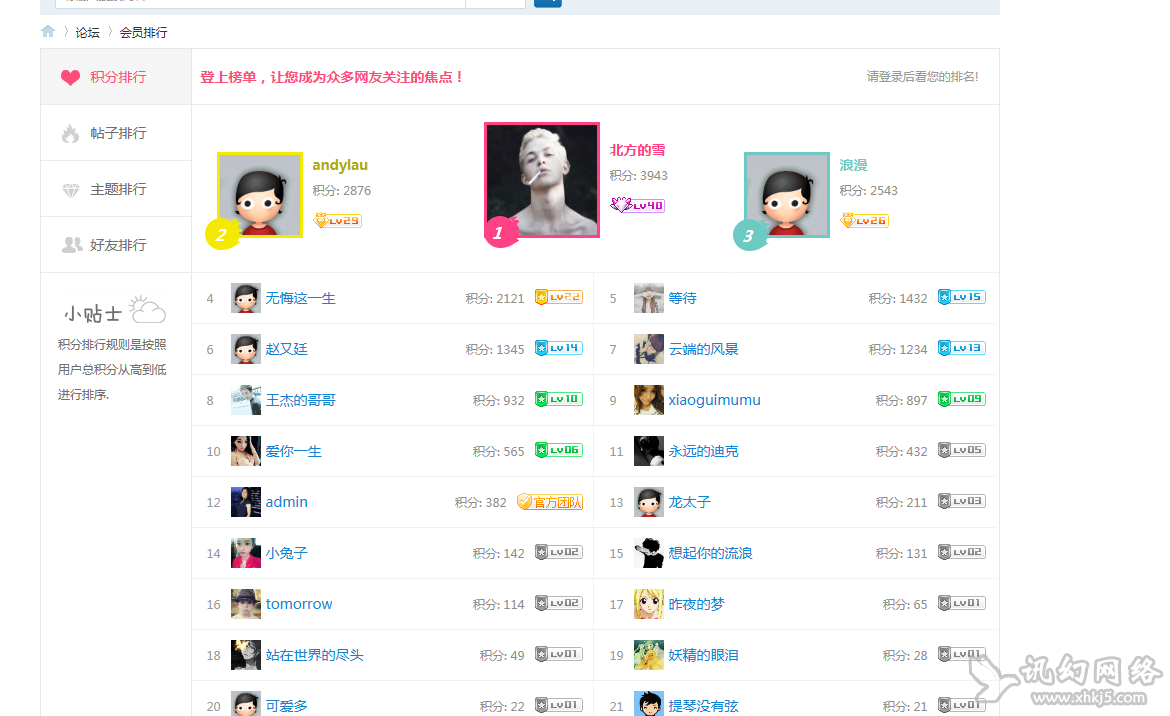 论坛 会员排行
积分排行
登上榜单，让您成为众多网友关注的焦点！
请登录后看您的排名!
帖子排行
主题排行
好友排行
小贴士
积分排行规则是按照
用户总积分从高到低
进行排序.
2
andylau
积分: 2876
Lv29
1
北方的雪
积分: 3943
Lv40
3
浪漫
积分: 2543
Lv26
4 无悔这一生 积分: 2121 Lv22
5 等待 积分: 1432 Lv15
6 赵又廷 积分: 1345 Lv14
7 云端的风景 积分: 1234 Lv13
8 王杰的哥哥 积分: 932 Lv10
9 xiaoguimumu 积分: 897 Lv09
10 爱你一生 积分: 565 Lv06
11 永远的迪克 积分: 432 Lv05
12 admin 积分: 382 官方团队
13 龙太子 积分: 211 Lv03
14 小兔子 积分: 142 Lv02
15 想起你的流浪 积分: 131 Lv02
16 tomorrow 积分: 114 Lv02
17 昨夜的梦 积分: 65 Lv01
18 站在世界的尽头 积分: 49 Lv01
19 妖精的眼泪 积分: 28 Lv01
20 可爱多 积分: 22 Lv01
21 提琴没有弦 积分: 21 Lv01
讯幻网络
www.xhkj5.com